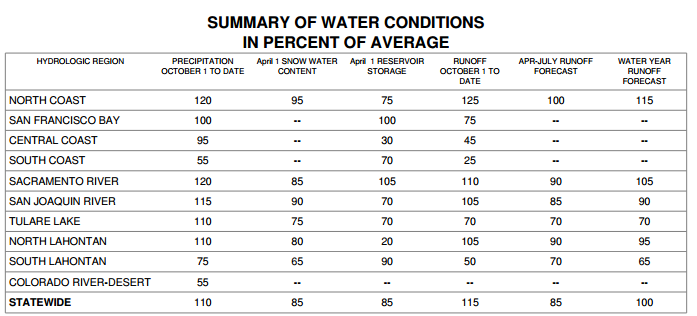 SUMMARY OF WATER CONDITIONS
IN PERCENT OF AVERAGE
HYDROLOGIC REGION PRECIPITATION OCTOBER 1 TO DATE April 1 SNOW WATER CONTENT April 1 RESERVOIR STORAGE RUNOFF OCTOBER 1 TO DATE APR-JULY RUNOFF FORECAST WATER YEAR RUNOFF FORECAST
NORTH COAST 120 95 75 125 100 115
SAN FRANCISCO BAY 100 -- 100 75 -- --
CENTRAL COAST 95 -- 30 45 -- --
SOUTH COAST 55 -- 70 25 -- --
SACRAMENTO RIVER 120 85 105 110 90 105
SAN JOAQUIN RIVER 115 90 70 105 85 90
TULARE LAKE 110 75 70 70 70 70
NORTH LAHONTAN 110 80 20 105 90 95
SOUTH LAHONTAN 75 65 90 50 70 65
COLORADO RIVER-DESERT 55 -- -- -- -- --
STATEWIDE 110 85 85 115 85 100